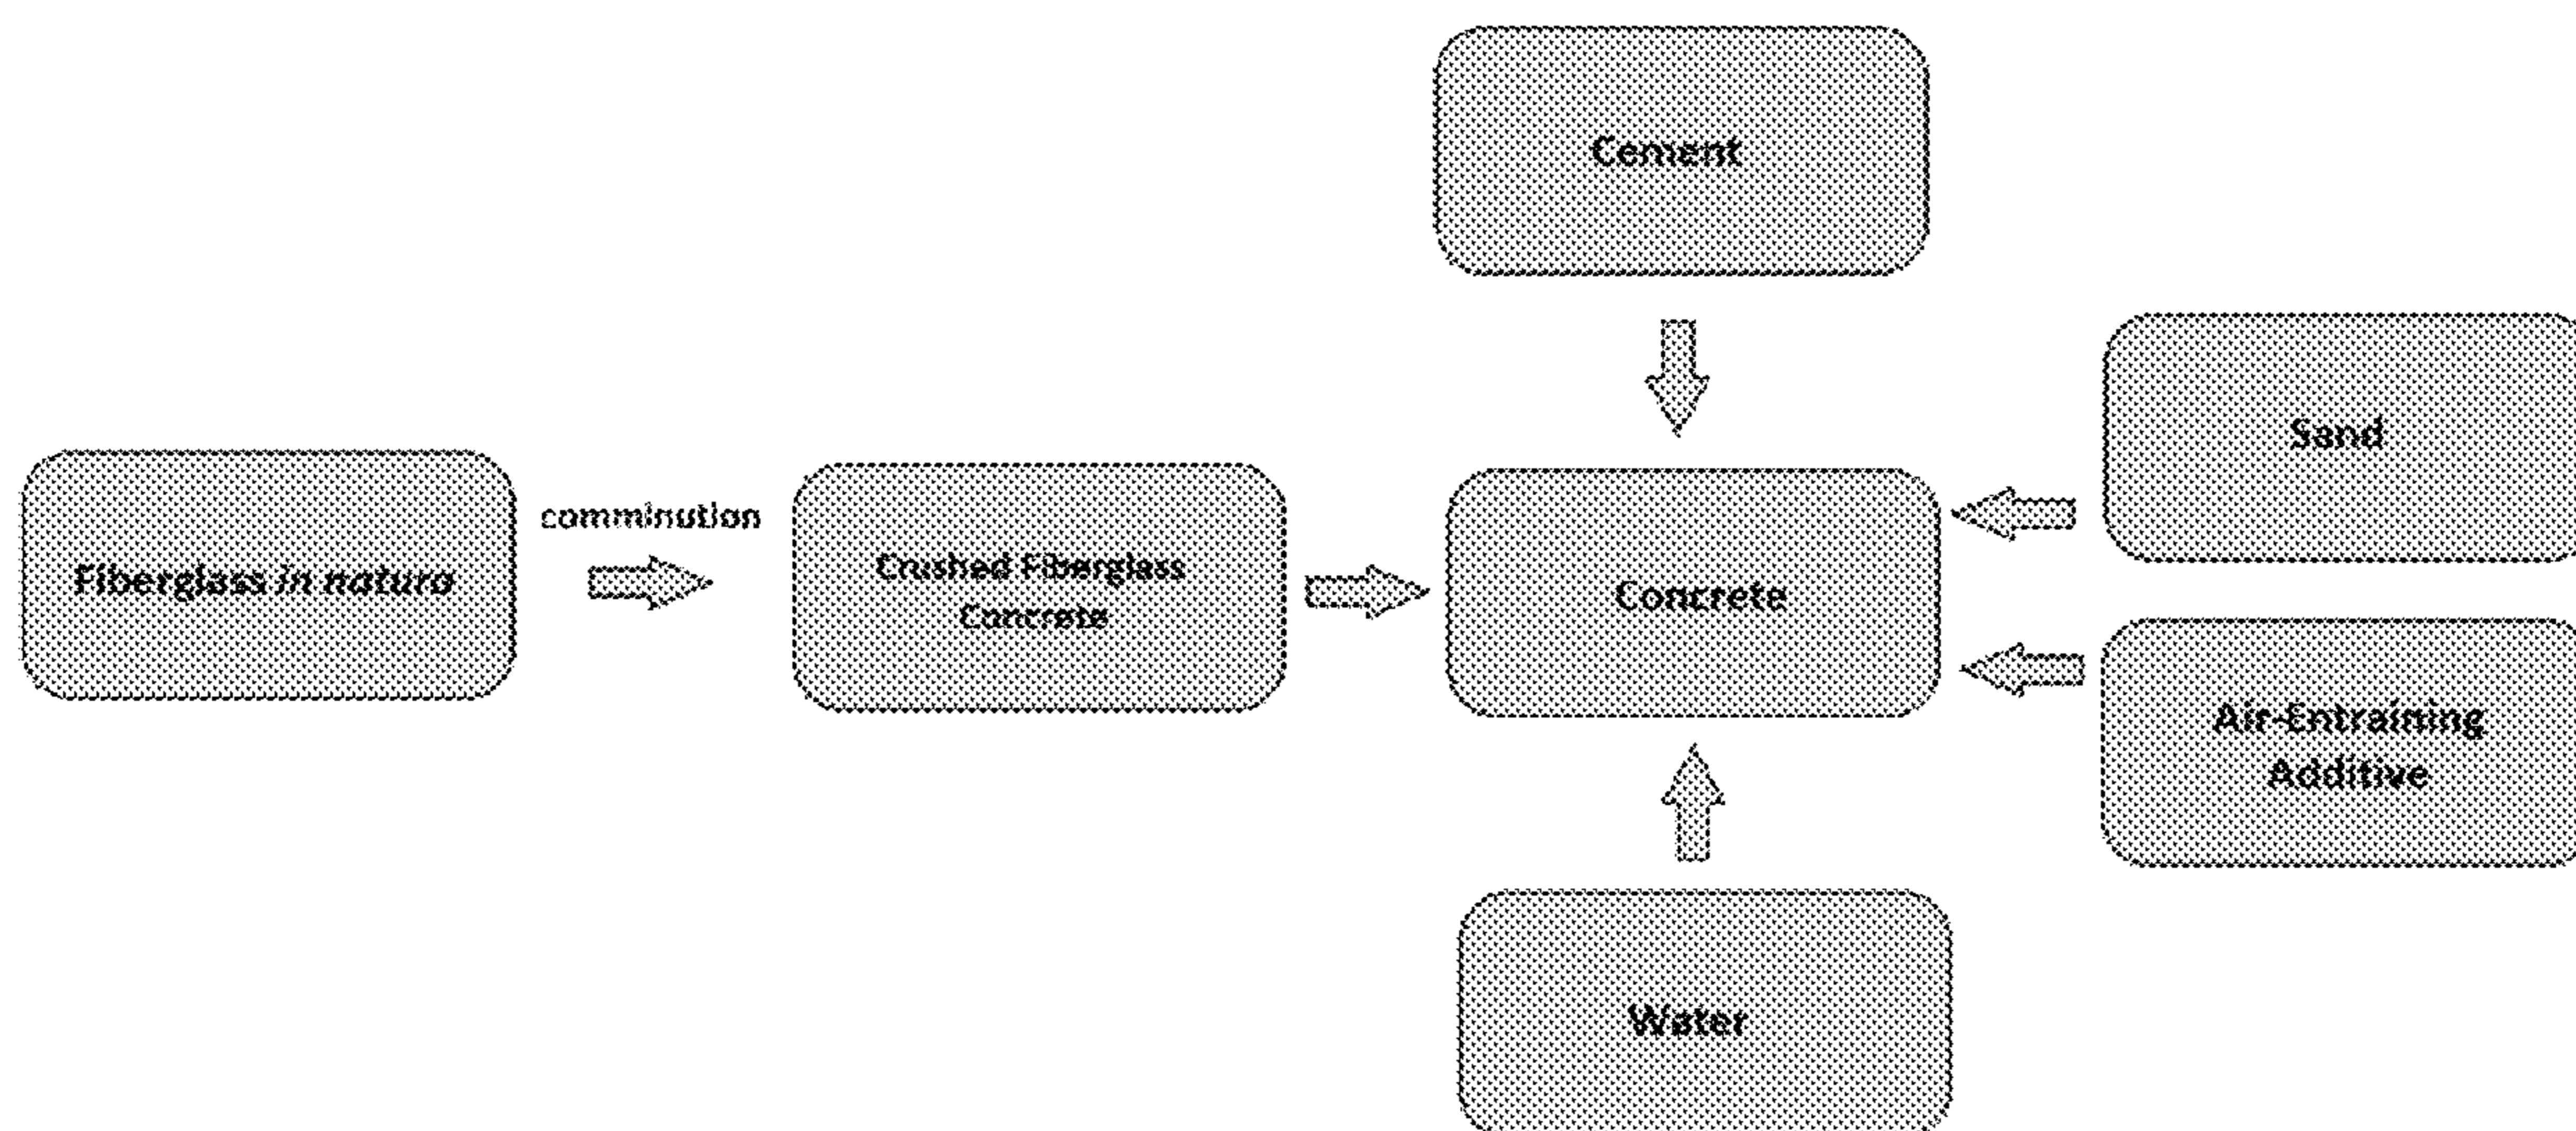 Cement
Sand
comminution
Fiberglass in natura
Crushed Fiberglass
Concrete
Concrete
Air-Entraining
Additive
Water